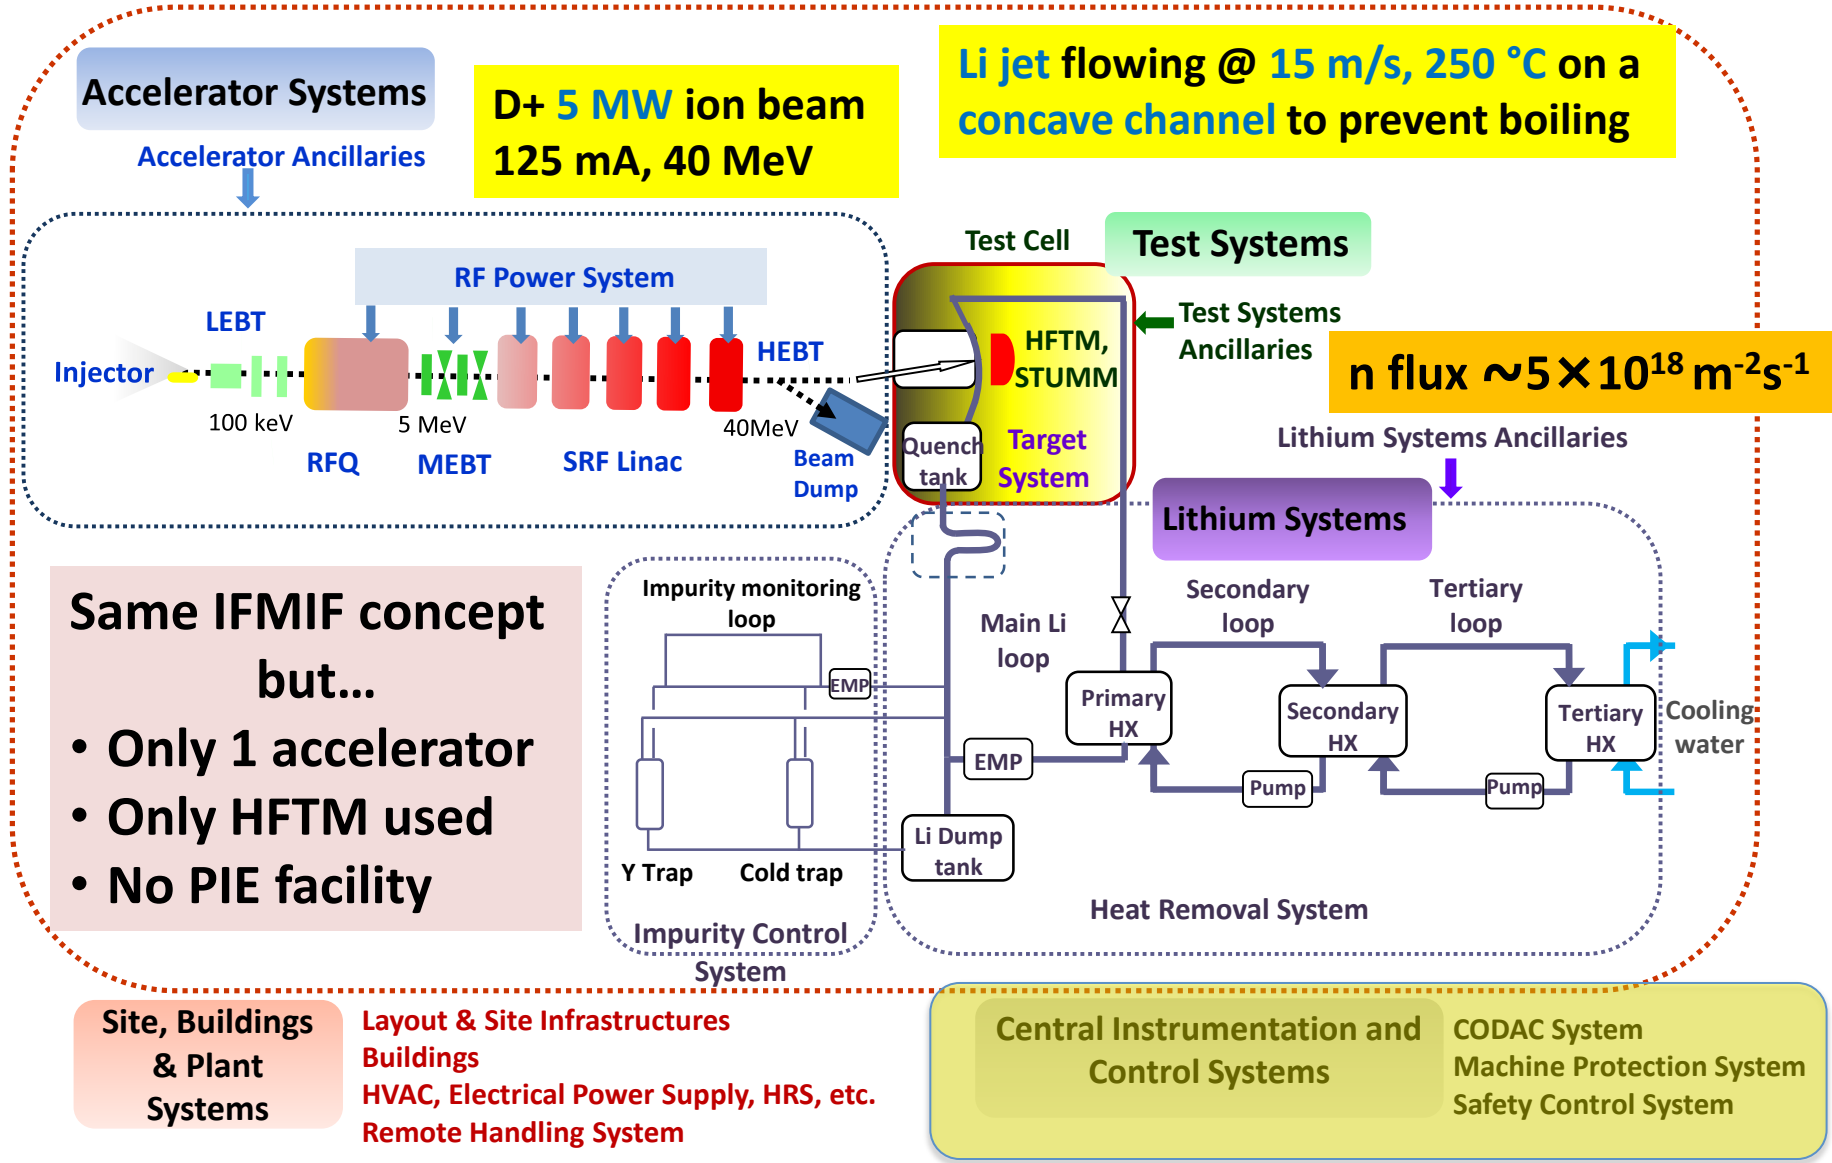 Accelerator Systems
Accelerator Ancillaries
D+ 5 MW ion beam
125 mA, 40 MeV
Li jet flowing @ 15 m/s, 250 °C on a
concave channel to prevent boiling
RF Power System
LEBT
Injector
100 keV
RFQ
5 MeV
MEBT
SRF Linac
HEBT
40MeV
Beam
Dump
Test Cell
Test Systems
Test Systems
Ancillaries
HFTM,
STUMM
Quench
tank
Target
System
n flux ~5×10¹⁸ m⁻²s⁻¹
Lithium Systems Ancillaries
Lithium Systems
Same IFMIF concept
but...
• Only 1 accelerator
• Only HFTM used
• No PIE facility
Impurity monitoring
loop
EMP
Y Trap
Cold trap
Impurity Control
System
Main Li
loop
Secondary
loop
Tertiary
loop
Primary
HX
Secondary
HX
Tertiary
HX
Cooling
water
EMP
Pump
Pump
Li Dump
tank
Heat Removal System
Site, Buildings
& Plant
Systems
Layout & Site Infrastructures
Buildings
HVAC, Electrical Power Supply, HRS, etc.
Remote Handling System
Central Instrumentation and
Control Systems
CODAC System
Machine Protection System
Safety Control System